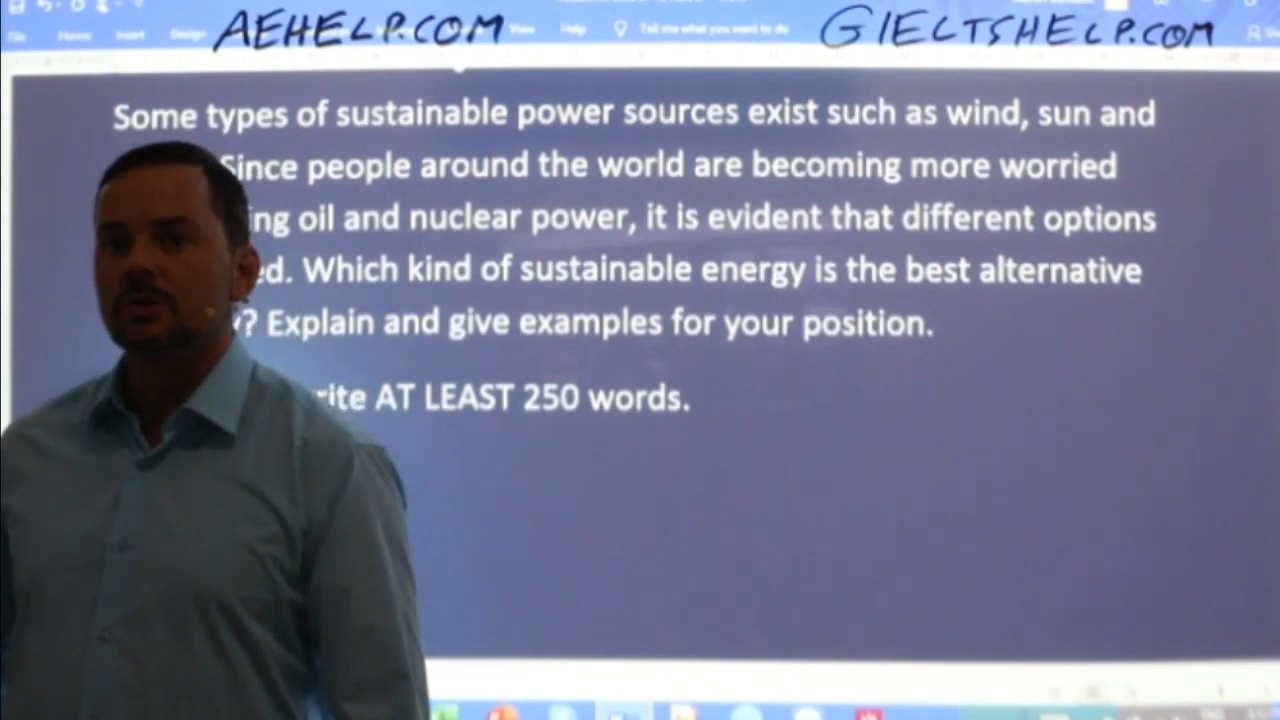 AEHELP.COM
GIELTSHELP.COM
File Home Insert Design View Help Tell me what you want to do
Some types of sustainable power sources exist such as wind, sun and
Since people around the world are becoming more worried
ing oil and nuclear power, it is evident that different options
ed. Which kind of sustainable energy is the best alternative
y? Explain and give examples for your position.
rite AT LEAST 250 words.